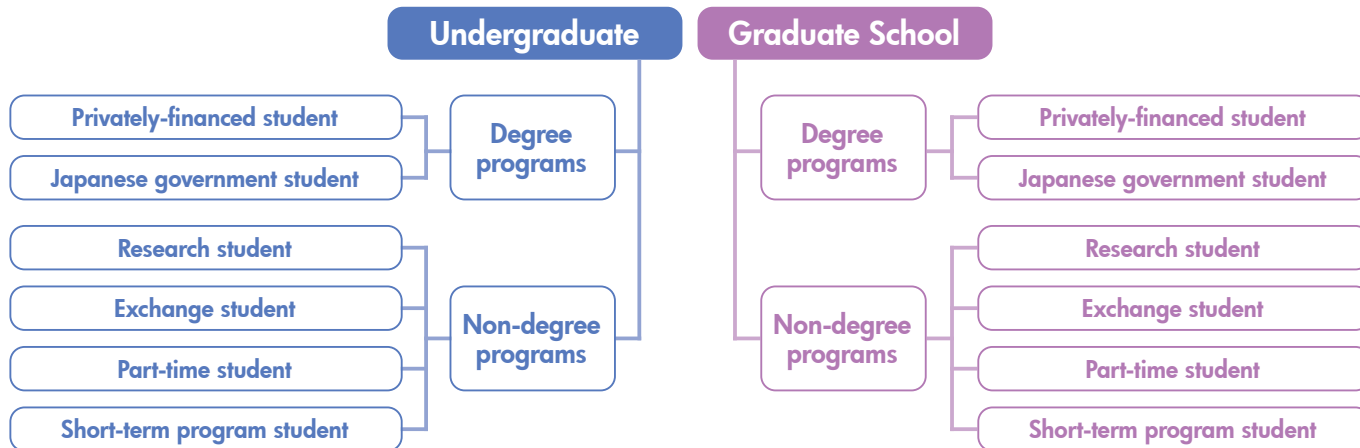 Undergraduate
Privately-financed student
Japanese government student
Degree
programs
Research student
Exchange student
Part-time student
Short-term program student
Non-degree
programs
Graduate School
Degree
programs
Privately-financed student
Japanese government student
Non-degree
programs
Research student
Exchange student
Part-time student
Short-term program student